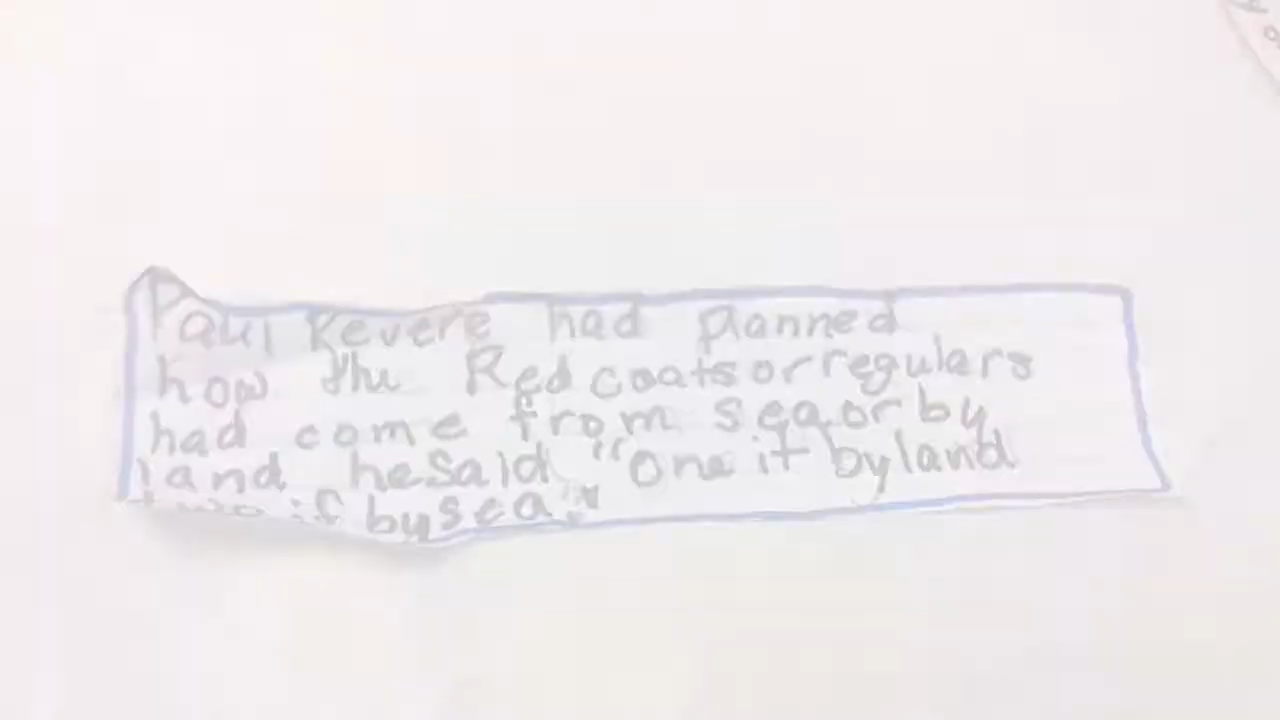 Paul Revere had planned
how the Redcoats or regulars
had come from sea or by
land he said "One if by land
two if by sea."